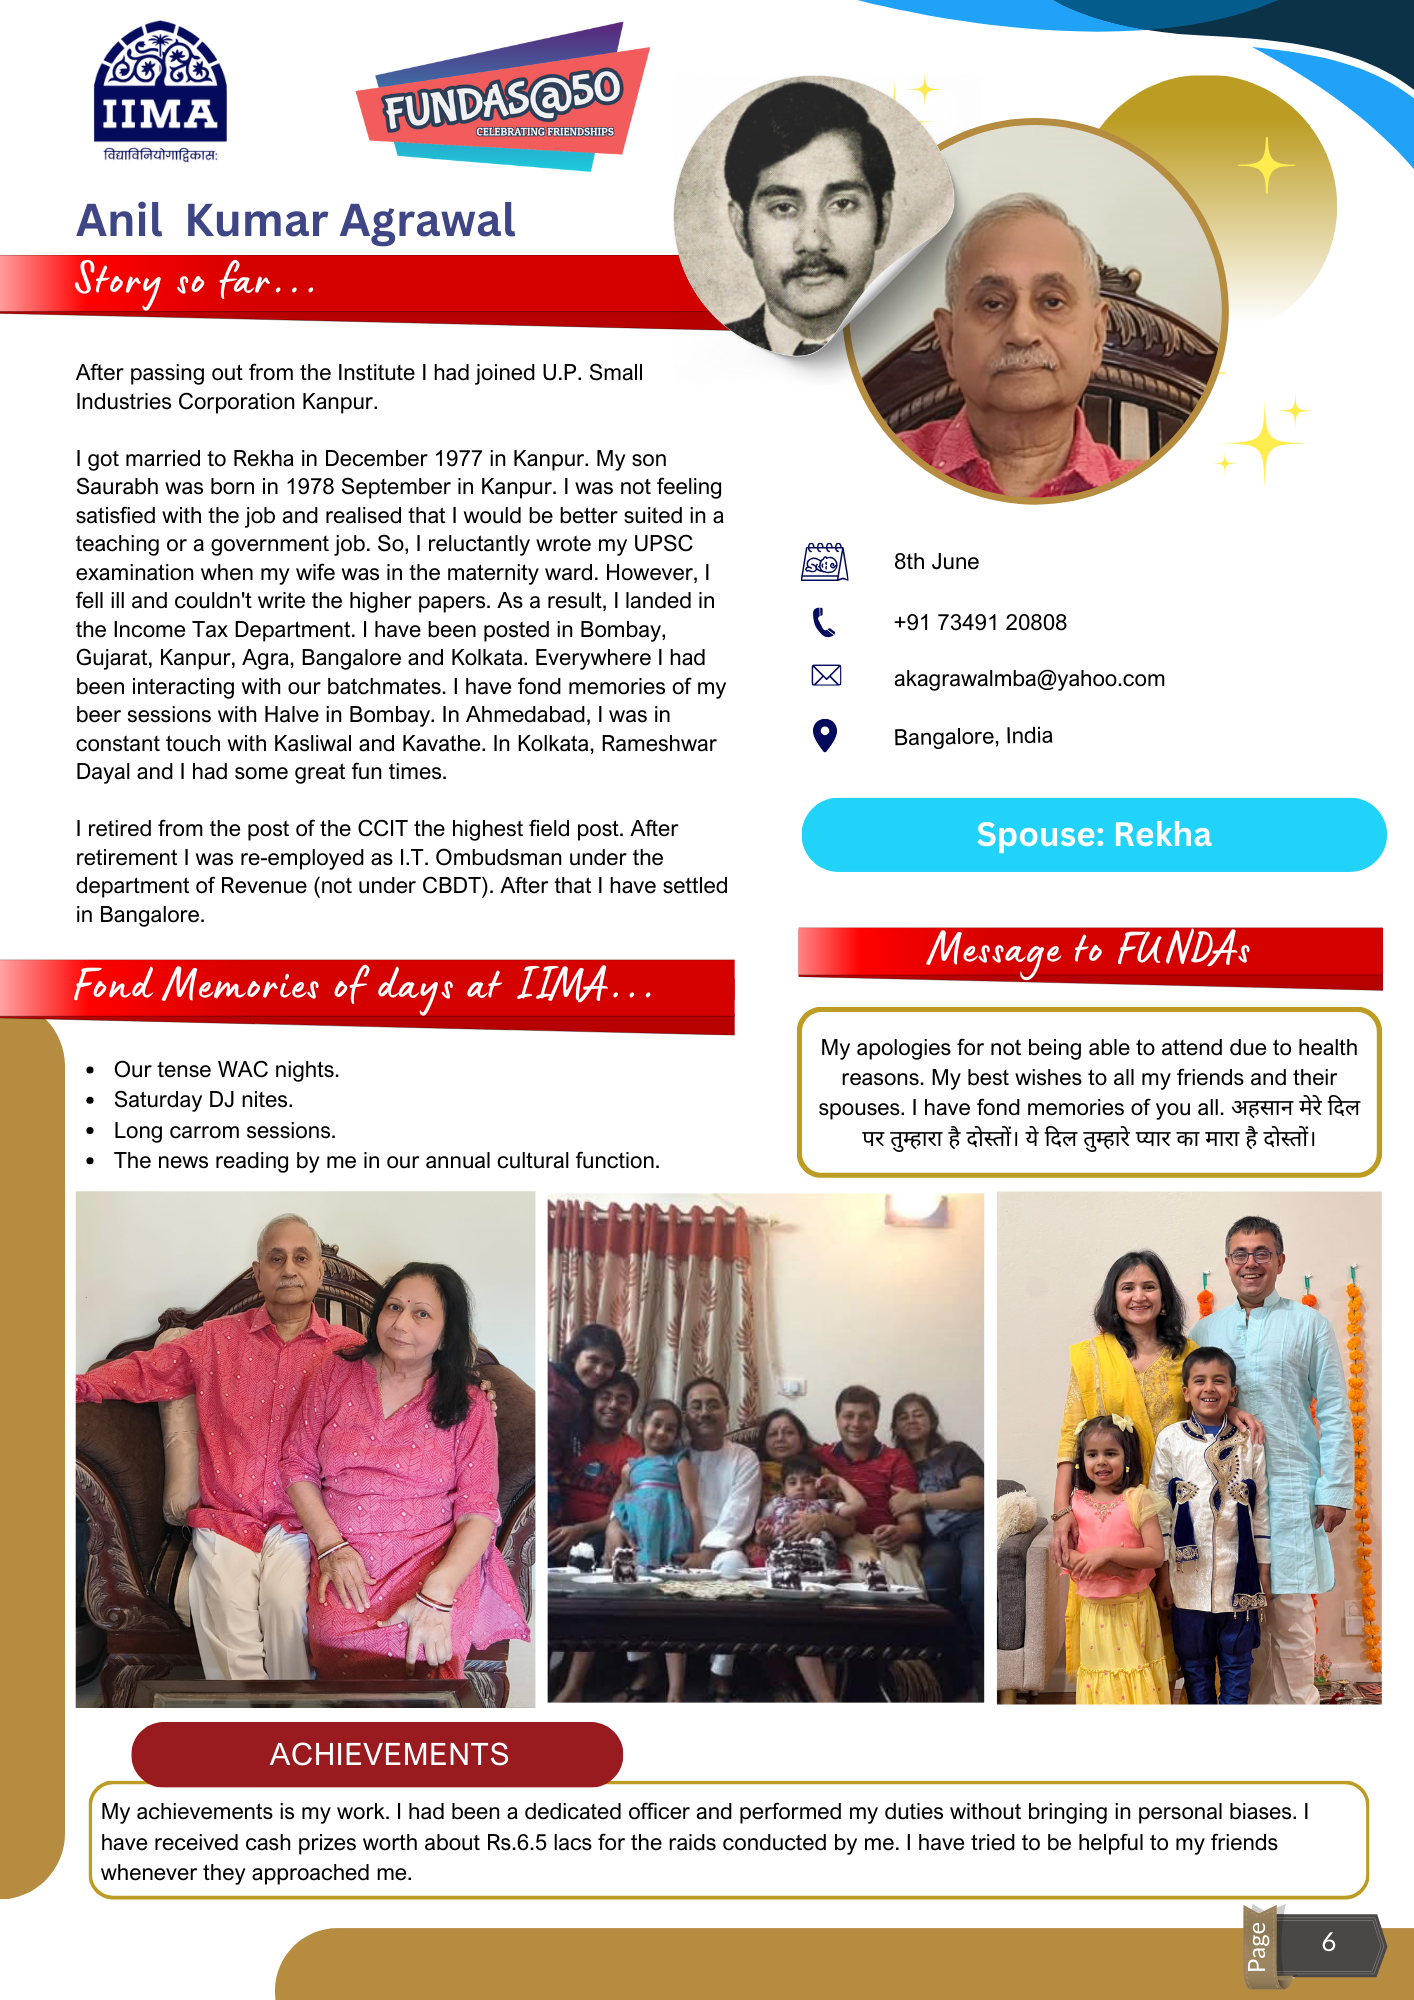 IIMA
विद्याविनियोगाद्विकास:
FUNDAS@50
CELEBRATING FRIENDSHIPS
Anil Kumar Agrawal
Story so far...
After passing out from the Institute I had joined U.P. Small
Industries Corporation Kanpur.
I got married to Rekha in December 1977 in Kanpur. My son
Saurabh was born in 1978 September in Kanpur. I was not feeling
satisfied with the job and realised that I would be better suited in a
teaching or a government job. So, I reluctantly wrote my UPSC
examination when my wife was in the maternity ward. However, I
fell ill and couldn't write the higher papers. As a result, I landed in
the Income Tax Department. I have been posted in Bombay,
Gujarat, Kanpur, Agra, Bangalore and Kolkata. Everywhere I had
been interacting with our batchmates. I have fond memories of my
beer sessions with Halve in Bombay. In Ahmedabad, I was in
constant touch with Kasliwal and Kavathe. In Kolkata, Rameshwar
Dayal and I had some great fun times.
I retired from the post of the CCIT the highest field post. After
retirement I was re-employed as I.T. Ombudsman under the
department of Revenue (not under CBDT). After that I have settled
in Bangalore.
8th June
+91 73491 20808
akagrawalmba@yahoo.com
Bangalore, India
Spouse: Rekha
Fond Memories of days at IIMA...
• Our tense WAC nights.
• Saturday DJ nites.
• Long carrom sessions.
• The news reading by me in our annual cultural function.
Message to FUNDAs
My apologies for not being able to attend due to health
reasons. My best wishes to all my friends and their
spouses. I have fond memories of you all. अहसान मेरे दिल
पर तुम्हारा है दोस्तों। ये दिल तुम्हारे प्यार का मारा है दोस्तों।
ACHIEVEMENTS
My achievements is my work. I had been a dedicated officer and performed my duties without bringing in personal biases. I
have received cash prizes worth about Rs.6.5 lacs for the raids conducted by me. I have tried to be helpful to my friends
whenever they approached me.
Page
6